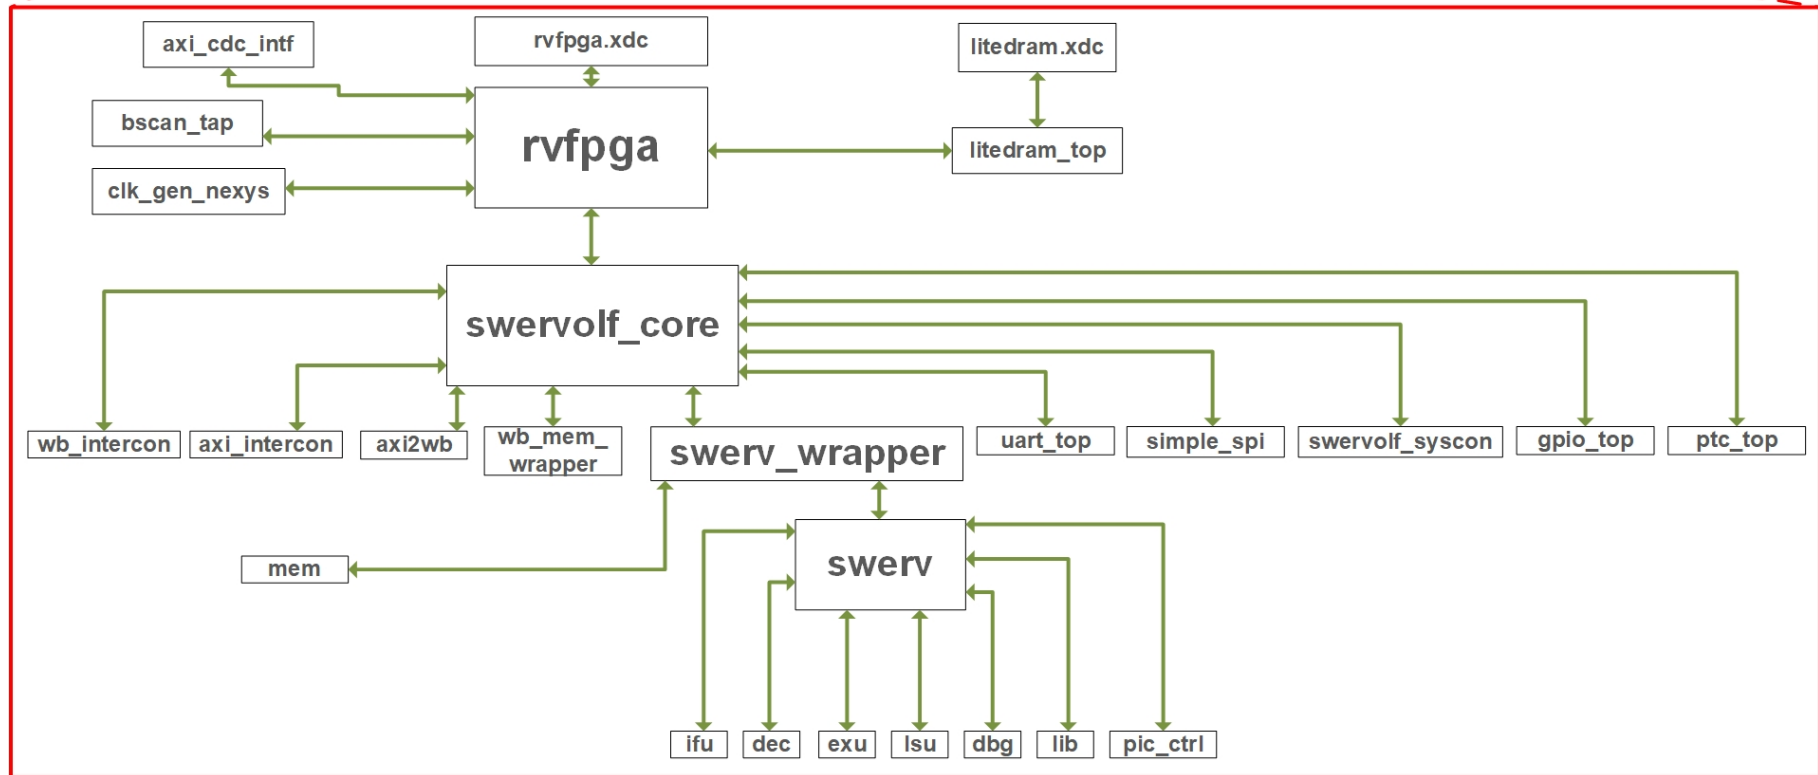 axi_cdc_intf
rvfpga.xdc
litedram.xdc
bscan_tap
rvfpga
litedram_top
clk_gen_nexys
swervolf_core
wb_intercon
axi_intercon
axi2wb
wb_mem_
wrapper
swerv_wrapper
uart_top
simple_spi
swervolf_syscon
gpio_top
ptc_top
mem
swerv
ifu
dec
exu
lsu
dbg
lib
pic_ctrl